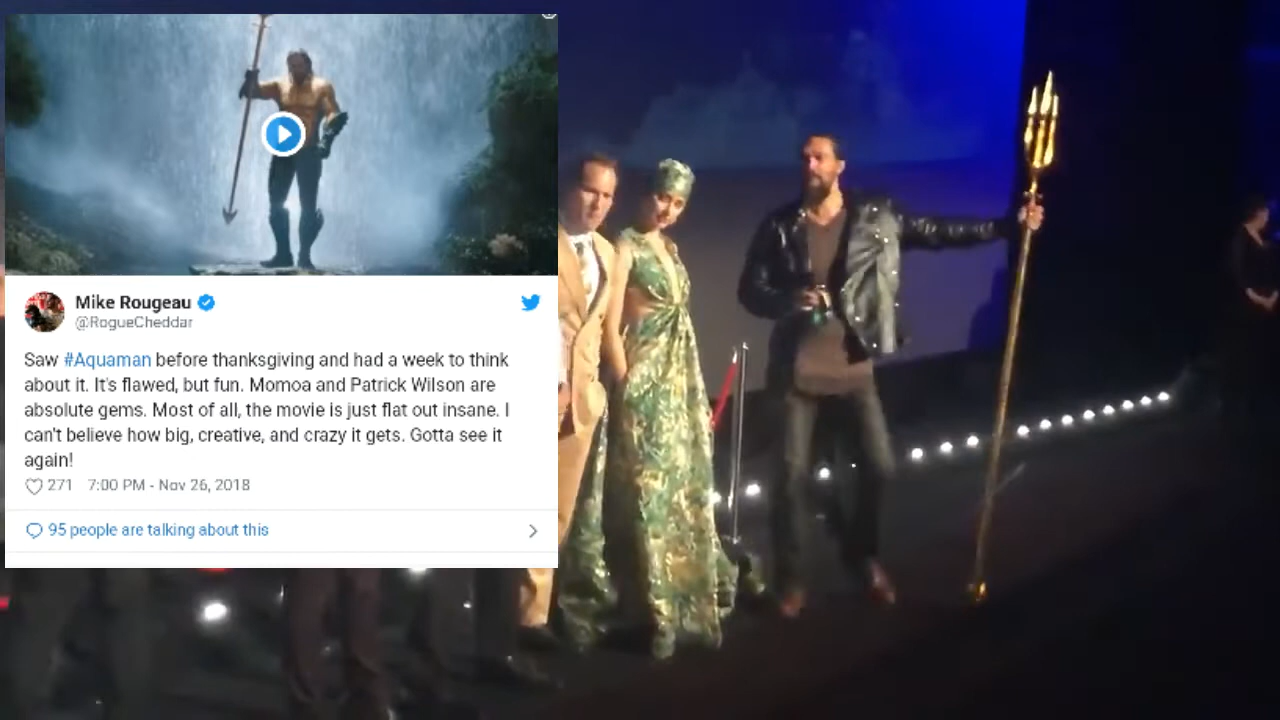 Mike Rougeau
@RogueCheddar
Saw #Aquaman before thanksgiving and had a week to think
about it. It's flawed, but fun. Momoa and Patrick Wilson are
absolute gems. Most of all, the movie is just flat out insane. I
can't believe how big, creative, and crazy it gets. Gotta see it
again!
271 7:00 PM - Nov 26, 2018
95 people are talking about this